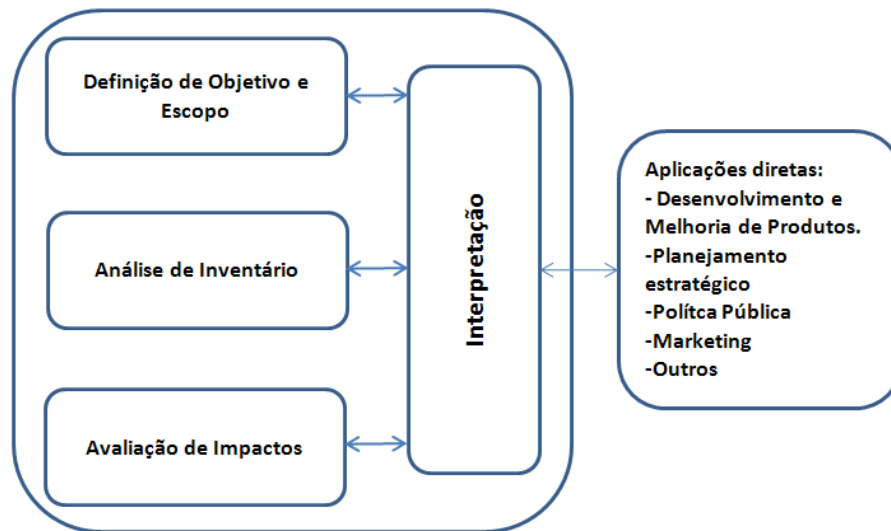 Definição de Objetivo e
Escopo
Análise de Inventário
Avaliação de Impactos
Interpretação
Aplicações diretas:
- Desenvolvimento e
Melhoria de Produtos.
-Planejamento
estratégico
-Polítca Pública
-Marketing
-Outros